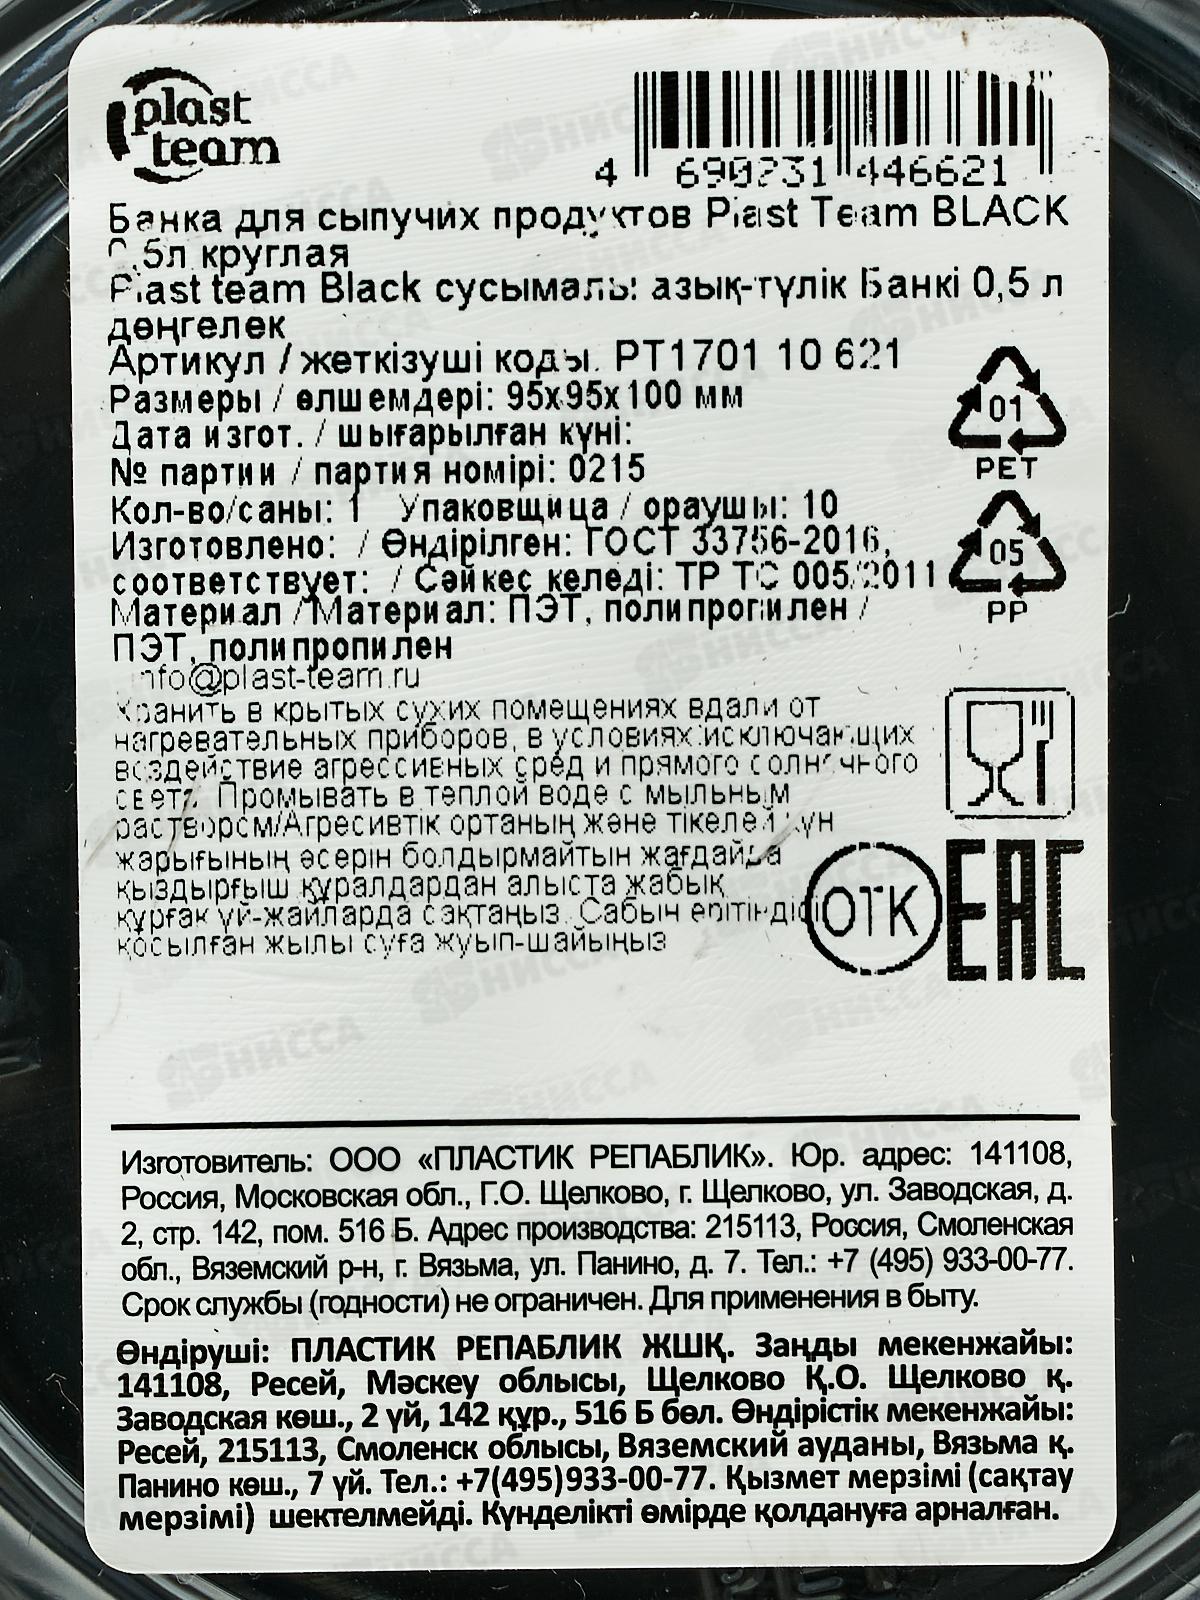 plast
team
4 690231 446621
Банка для сыпучих продуктов Plast Team BLACK
0,5л круглая
Plast team Black сусымалы азық-түлік Банкі 0,5 л
дөңгелек
Артикул / жеткізуші коды. PT1701 10 621
Размеры / өлшемдері: 95x95x100 мм
Дата изгот. / шығарылған күні:
№ партии / партия номірі: 0215
Кол-во/саны: 1 Упаковщица / ораушы: 10
Изготовлено: / Өндірілген: ГОСТ 33756-2016,
соответствует: / Сәйкес келеді: ТР ТС 005/2011
Материал /Материал: ПЭТ, полипропилен /
ПЭТ, полипропилен
info@plast-team.ru
Хранить в крытых сухих помещениях вдали от
нагревательных приборов, в условиях исключающих
воздействие агрессивных сред и прямого солнечного
света. Промывать в теплой воде с мыльным
раствором/Агресивтік ортаның және тікелей күн
жарығының әсерін болдырмайтын жағдайда
қыздырғыш құралдардан алыста жабық
құрғақ үй-жайларда сақтаңыз. Сабын ерітіндісі
қосылған жылы суға жуып-шайыңыз
01
PET
05
PP
ОТК
EAC
Изготовитель: ООО «ПЛАСТИК РЕПАБЛИК». Юр. адрес: 141108,
Россия, Московская обл., Г.О. Щелково, г. Щелково, ул. Заводская, д.
2, стр. 142, пом. 516 Б. Адрес производства: 215113, Россия, Смоленская
обл., Вяземский р-н, г. Вязьма, ул. Панино, д. 7. Тел.: +7 (495) 933-00-77.
Срок службы (годности) не ограничен. Для применения в быту.
Өндіруші: ПЛАСТИК РЕПАБЛИК ЖШҚ. Заңды мекенжайы:
141108, Ресей, Мәскеу облысы, Щелково Қ.О. Щелково қ.
Заводская көш., 2 үй, 142 құр., 516 Б бөл. Өндірістік мекенжайы:
Ресей, 215113, Смоленск облысы, Вяземский ауданы, Вязьма қ.
Панино көш., 7 үй. Тел.: +7(495)933-00-77. Қызмет мерзімі (сақтау
мерзімі) шектелмейді. Күнделікті өмірде қолдануға арналған.